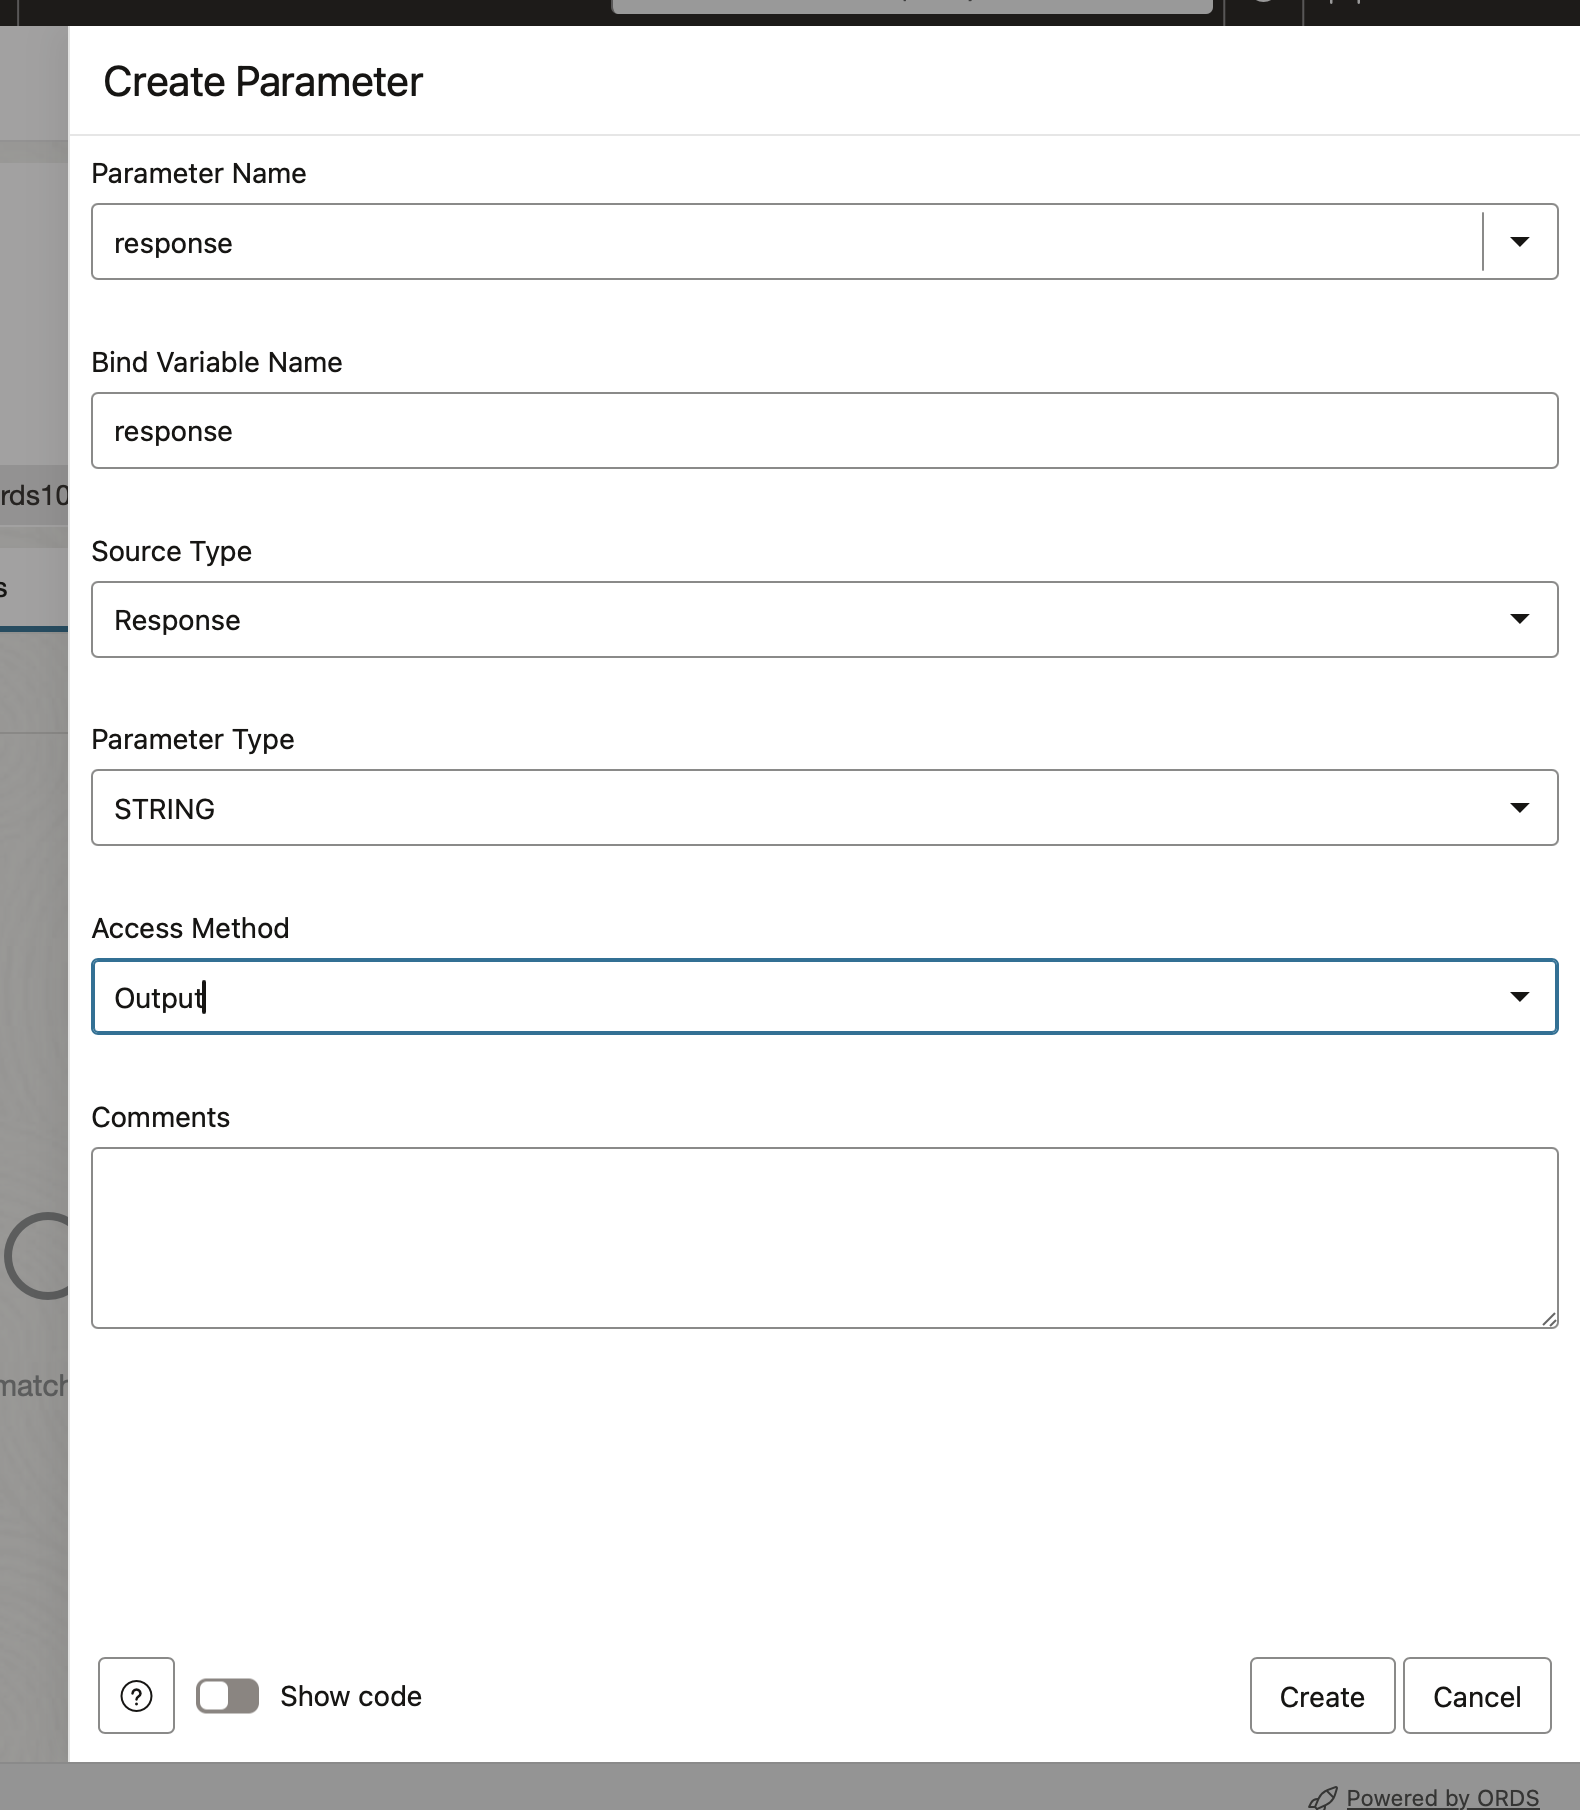 Create Parameter
Parameter Name
response
Bind Variable Name
response
rds10
Source Type
s
Response
Parameter Type
STRING
Access Method
Output
Comments
match
Show code
Create
Cancel
Powered by ORDS